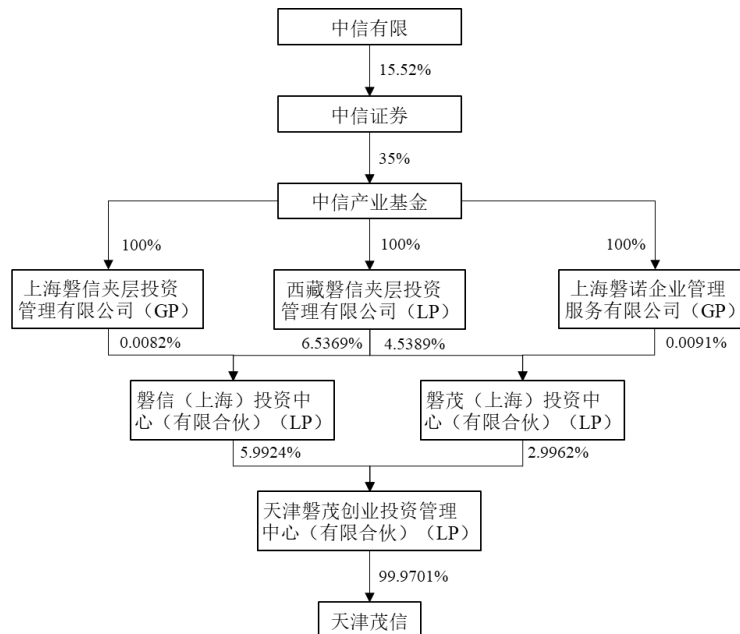 中信有限
15.52%
中信证券
35%
中信产业基金
100%
100%
100%
上海磐信夹层投资
管理有限公司（GP）
西藏磐信夹层投资
管理有限公司（LP）
上海磐诺企业管理
服务有限公司（GP）
0.0082%
6.5369%
4.5389%
0.0091%
磐信（上海）投资中
心（有限合伙）（LP）
磐茂（上海）投资中
心（有限合伙）（LP）
5.9924%
2.9962%
天津磐茂创业投资管理
中心（有限合伙）（LP）
99.9701%
天津茂信